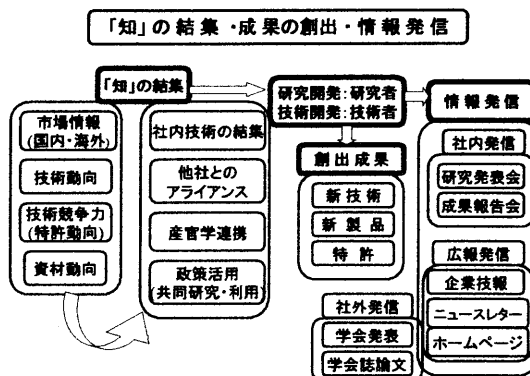 「知」の結集・成果の創出・情報発信
「知」の結集
市場情報
(国内・海外)
技術動向
技術競争力
(特許動向)
資材動向
社内技術の結集
他社との
アライアンス
産官学連携
政策活用
(共同研究・利用)
研究開発:研究者
技術開発:技術者
創出成果
新技術
新製品
特許
情報発信
社内発信
研究発表会
成果報告会
広報発信
企業技報
ニュースレター
ホームページ
社外発信
学会発表
学会誌論文